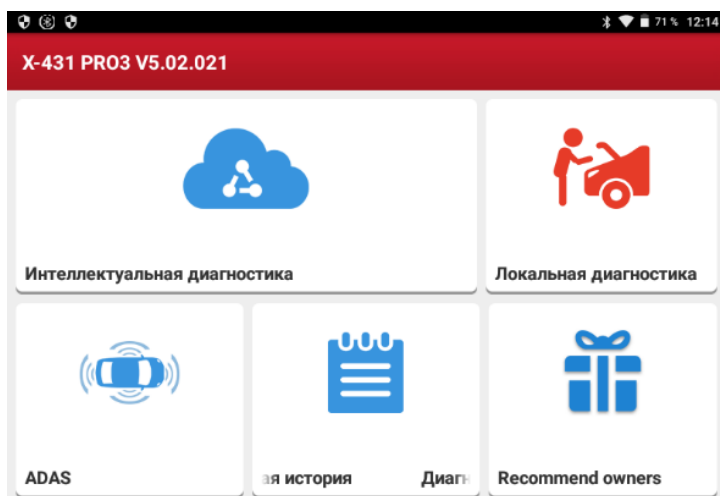 71 % 12:14
X-431 PRO3 V5.02.021
Интеллектуальная диагностика
Локальная диагностика
ADAS
ая история Диагн
Recommend owners